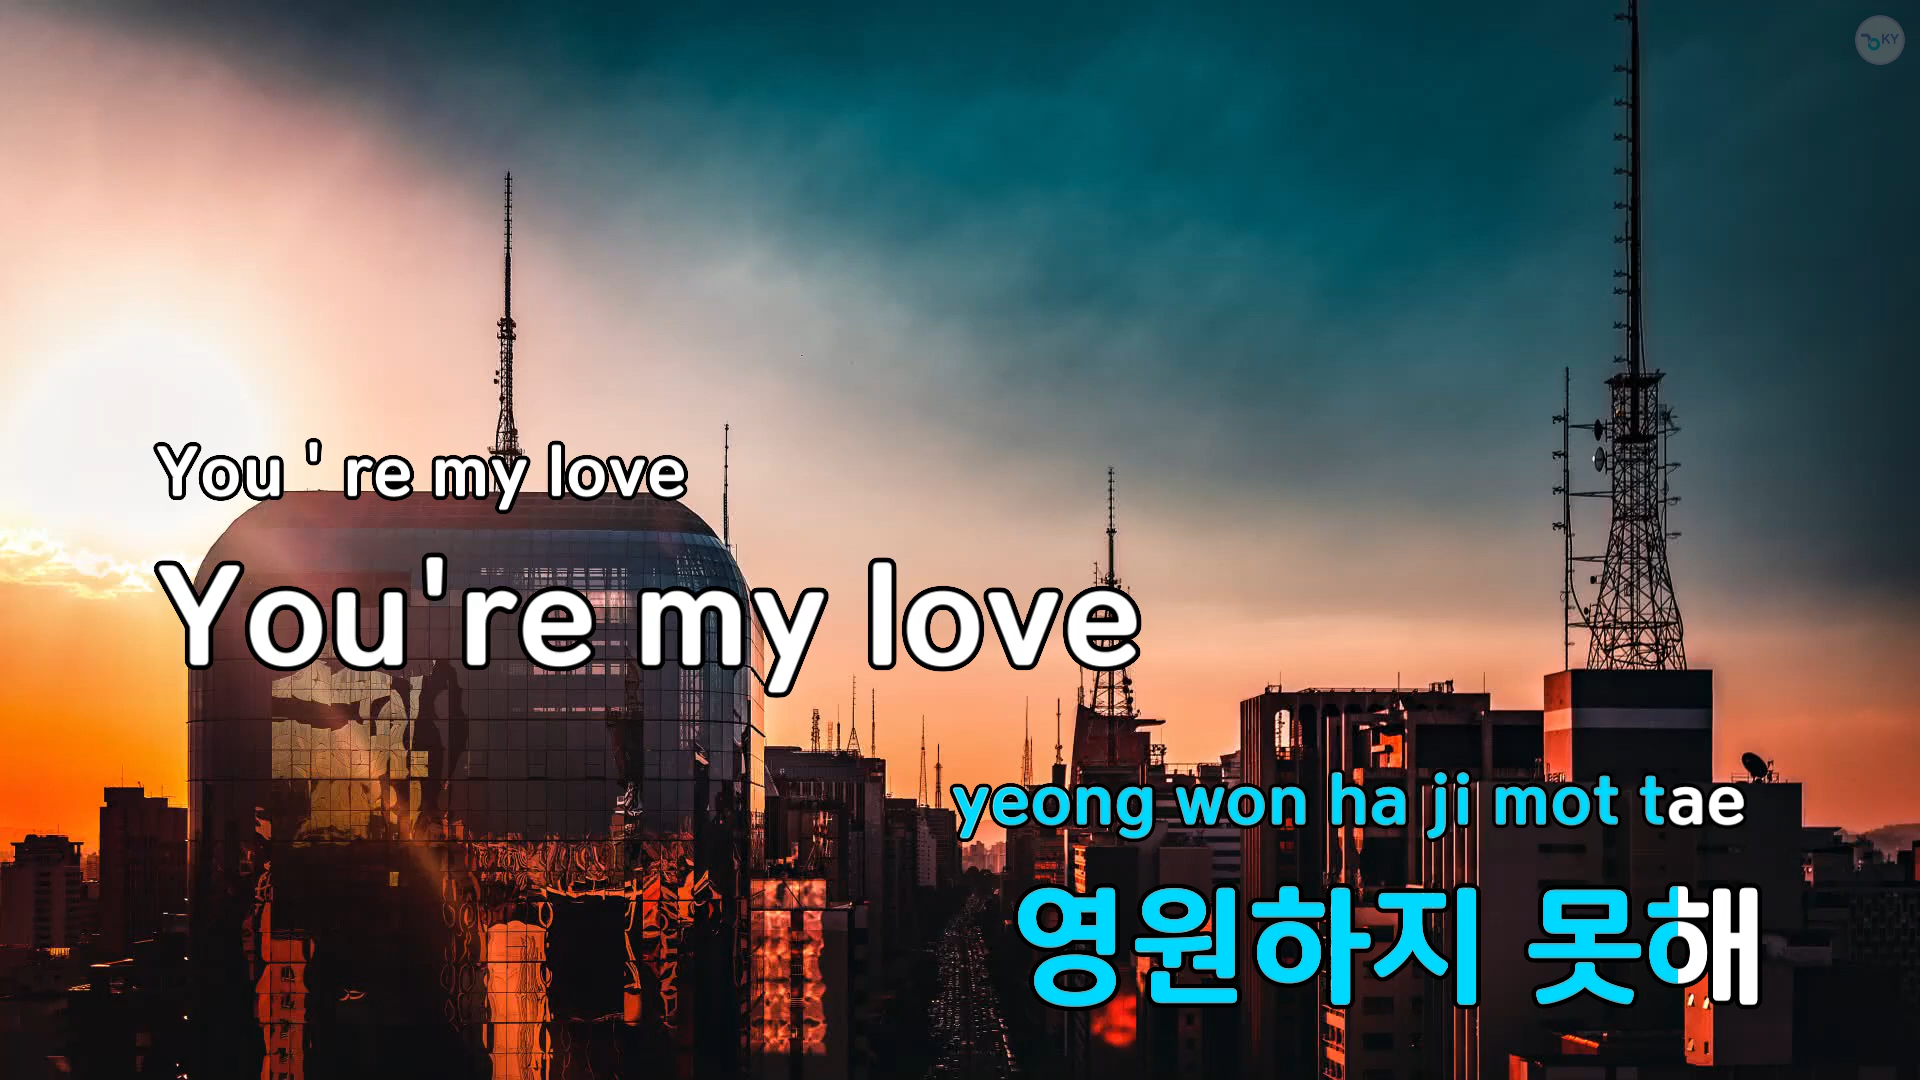 KY
You ' re my love
You're my love
yeong won ha ji mot tae
영원하지 못해